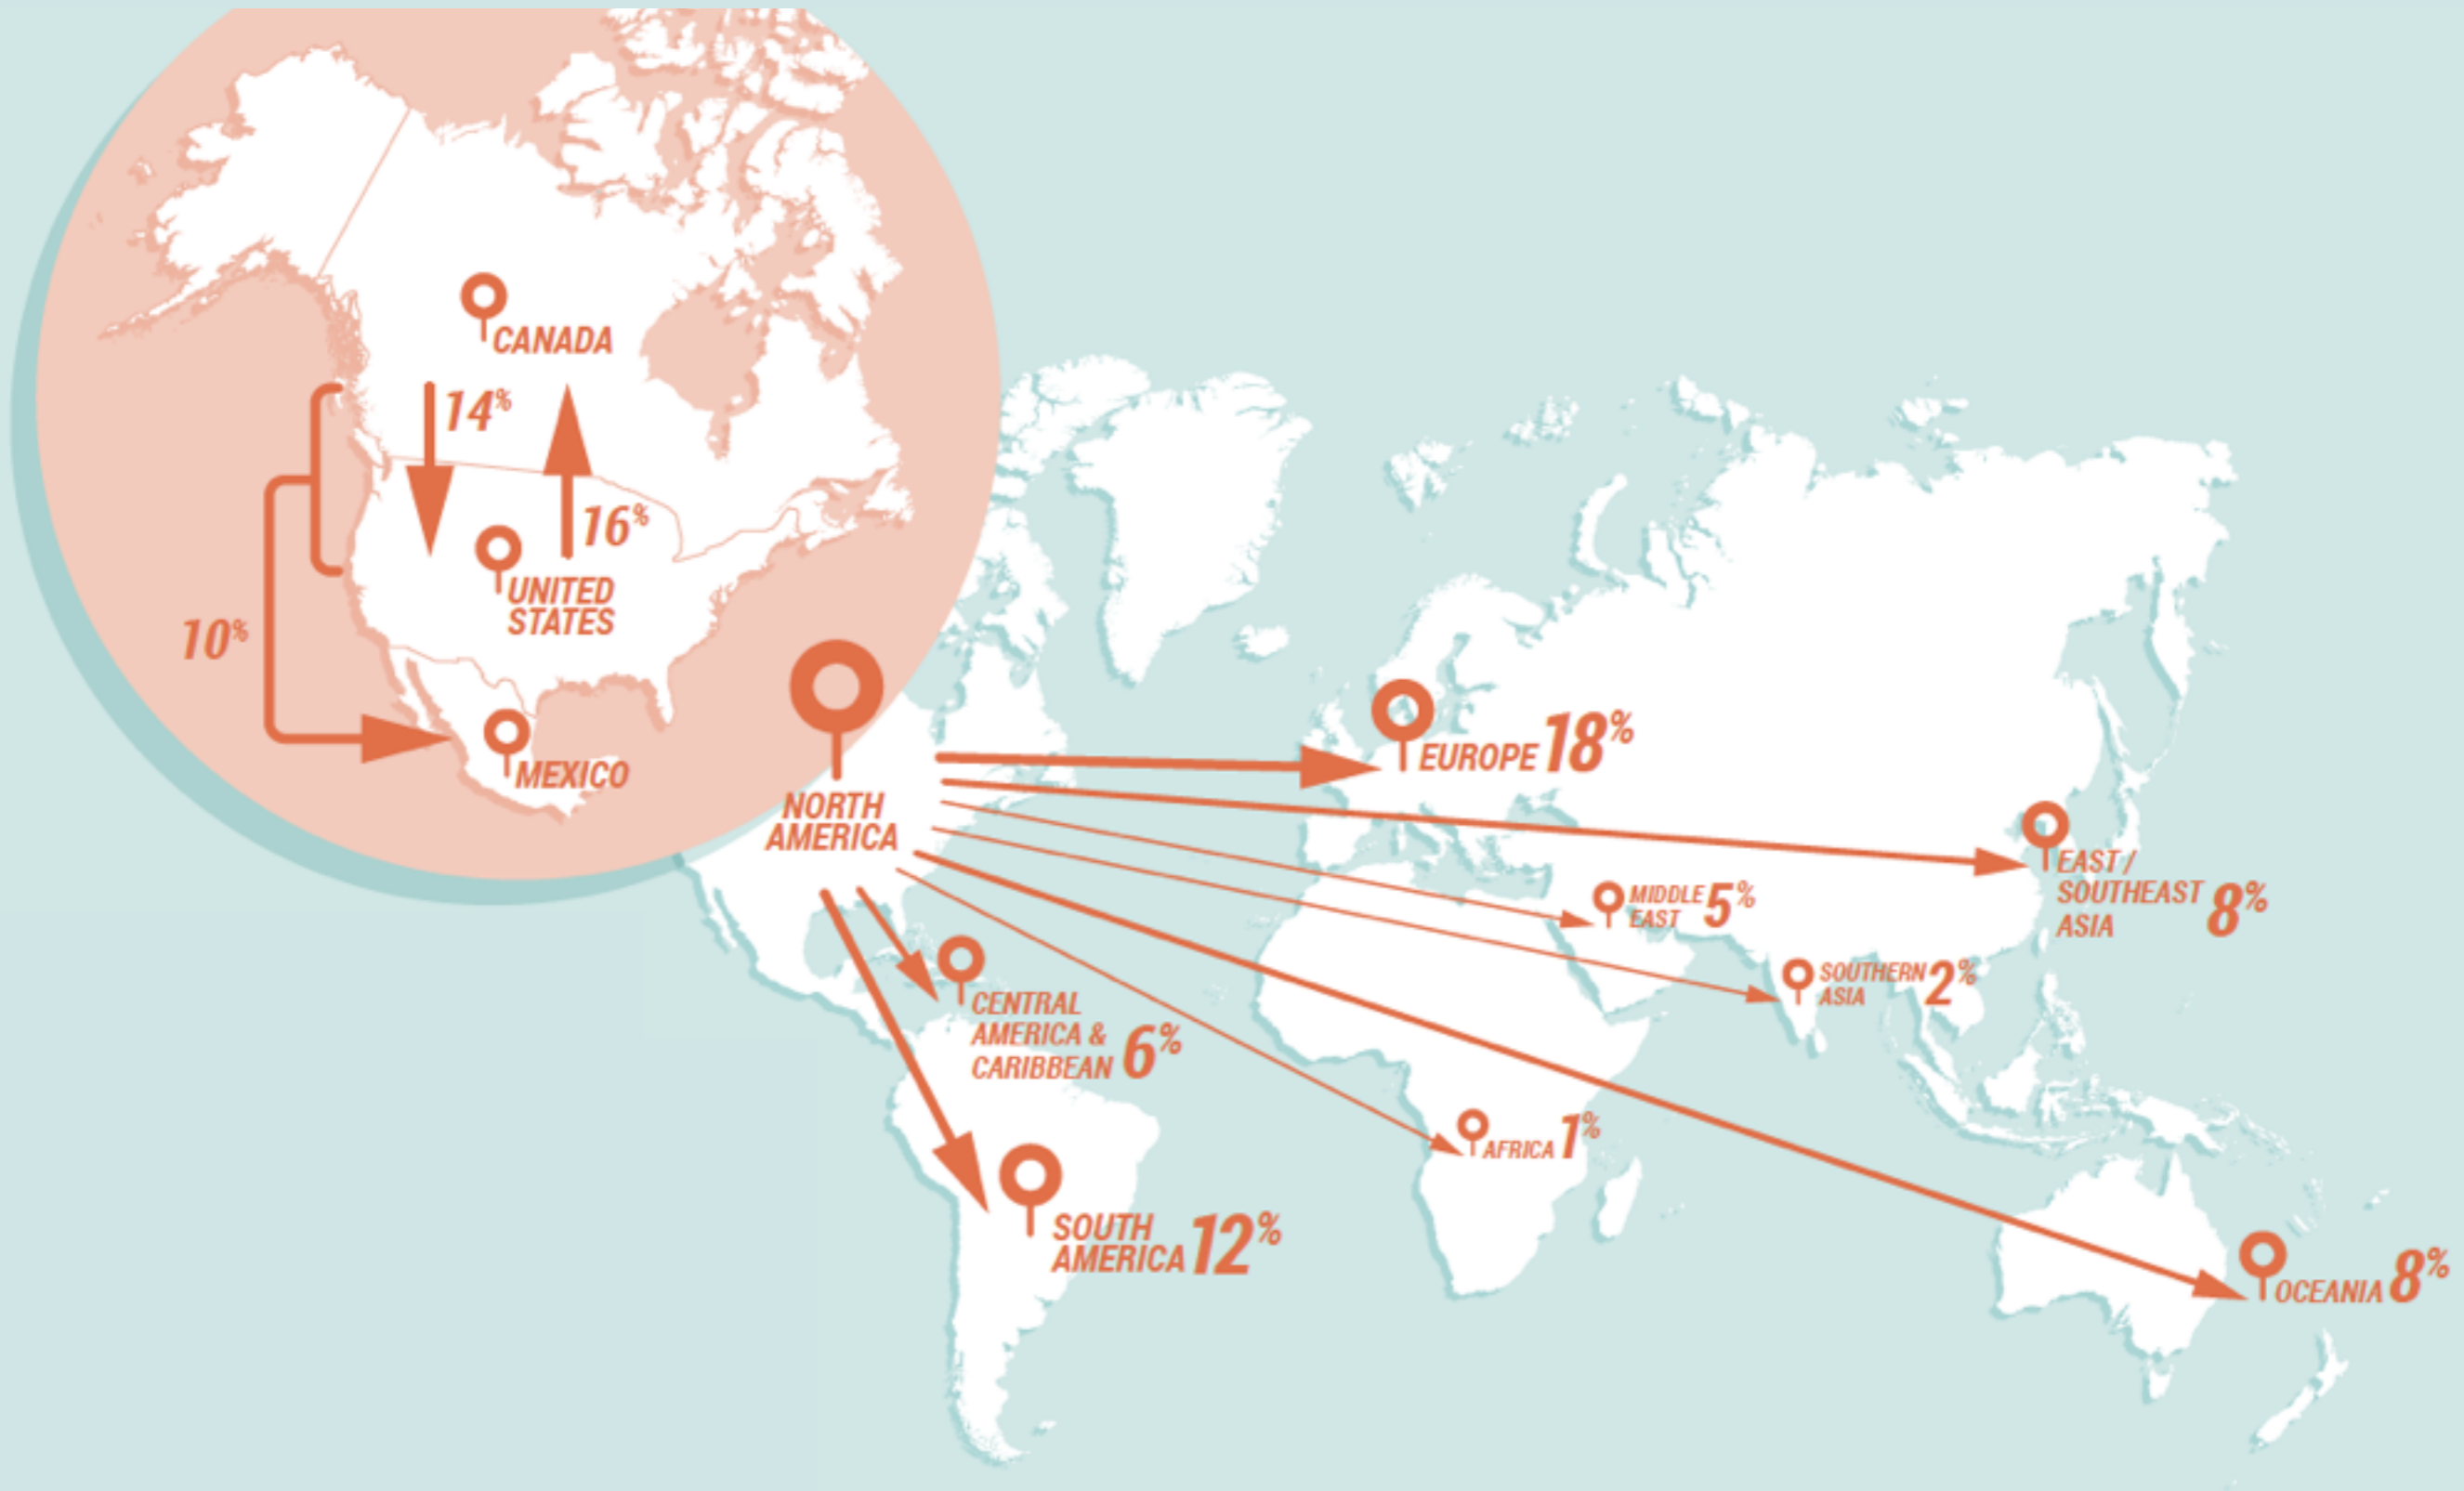 CANADA
14%
16%
UNITED
STATES
10%
MEXICO
NORTH
AMERICA
EUROPE 18%
EAST/
SOUTHEAST
ASIA 8%
MIDDLE
EAST 5%
SOUTHERN
ASIA 2%
CENTRAL
AMERICA &
CARIBBEAN 6%
AFRICA 1%
SOUTH
AMERICA 12%
OCEANIA 8%